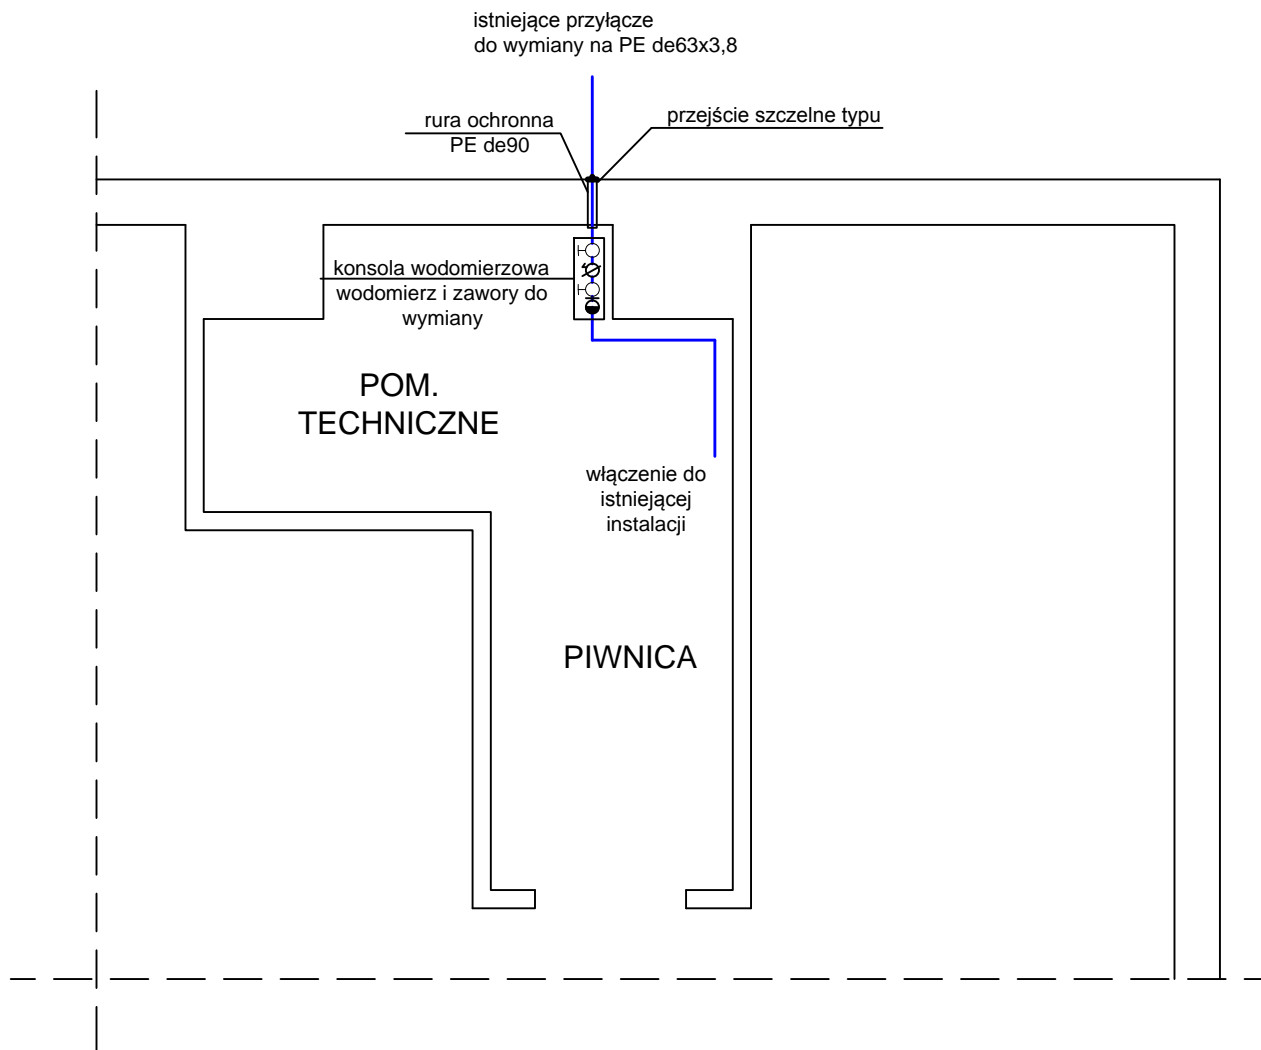 istniejące przyłącze
do wymiany na PE de63x3,8
rura ochronna
PE de90
przejście szczelne typu
konsola wodomierzowa
wodomierz i zawory do
wymiany
POM.
TECHNICZNE
włączenie do
istniejącej
instalacji
PIWNICA